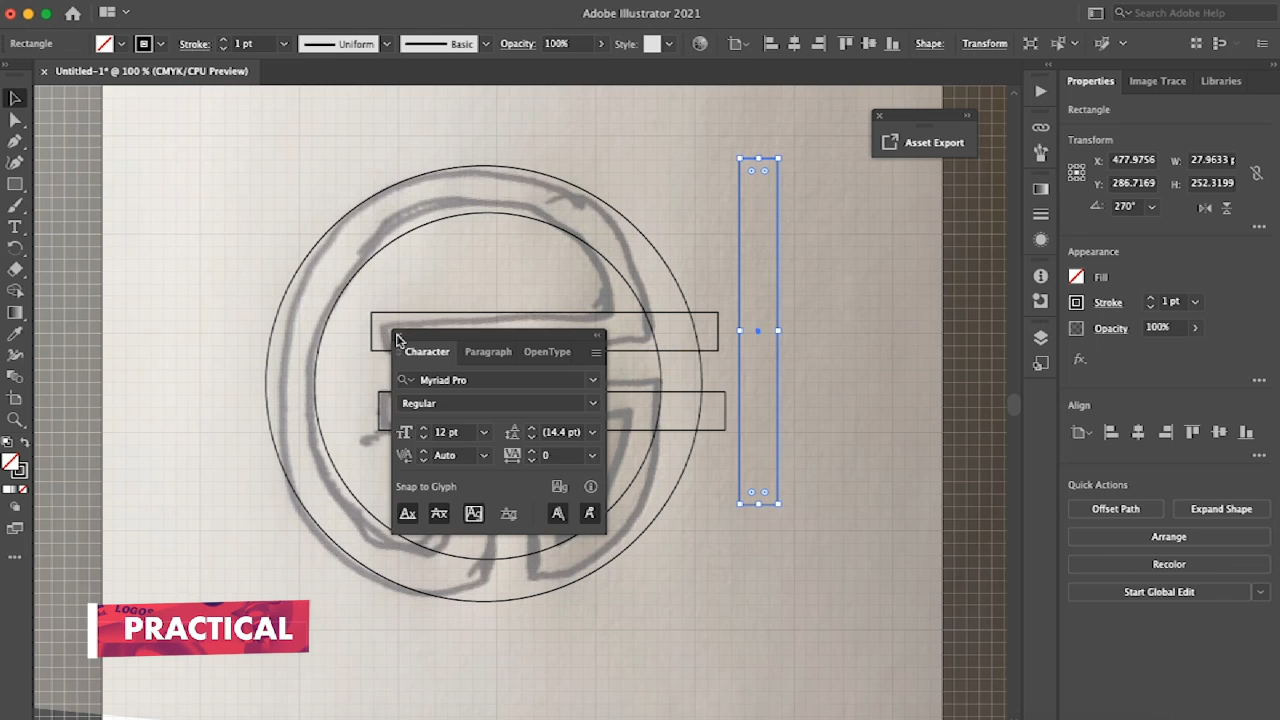 Adobe Illustrator 2021
Search Adobe Help
Rectangle
Stroke:
1 pt
Uniform
Basic
Opacity:
100%
Style:
Shape:
Transform
Untitled-1* @ 100 % (CMYK/CPU Preview)
Properties
Image Trace
Libraries
Rectangle
Asset Export
Transform
X:
477.9756
W:
27.9633 p
Y:
286.7169
H:
252.3199
270°
Appearance
Fill
Stroke
1 pt
Opacity
100%
fx.
Align
Quick Actions
Offset Path
Expand Shape
Arrange
Recolor
Start Global Edit
Character
Paragraph
OpenType
Myriad Pro
Regular
12 pt
(14.4 pt)
Auto
0
Snap to Glyph
LOGOS
PRACTICAL